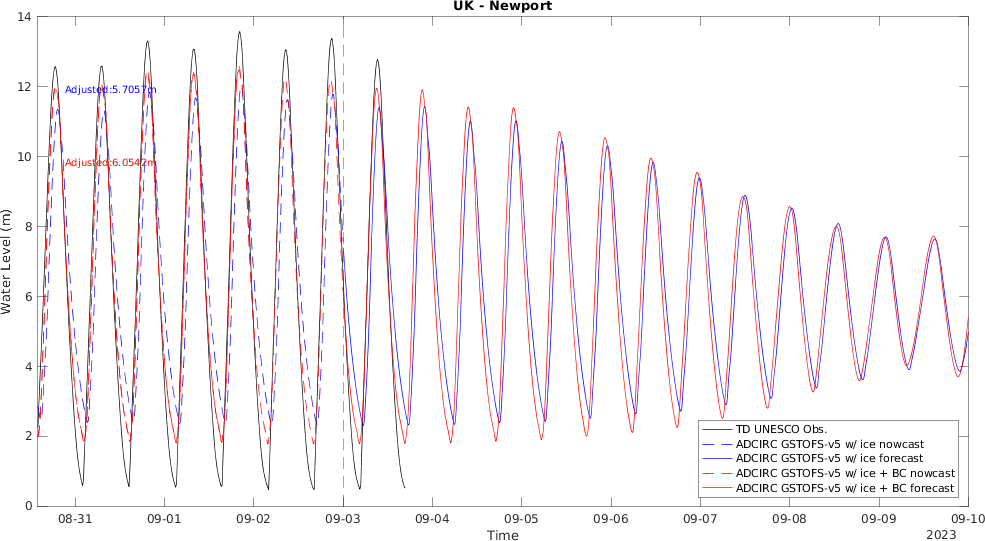 UK - Newport
14
12
10
8
6
4
2
0
Water Level (m)
Adjusted:5.7057m
Adjusted:6.0542m
TD UNESCO Obs.
ADCIRC GSTOFS-v5 w/ ice nowcast
ADCIRC GSTOFS-v5 w/ ice forecast
ADCIRC GSTOFS-v5 w/ ice + BC nowcast
ADCIRC GSTOFS-v5 w/ ice + BC forecast
08-31 09-01 09-02 09-03 09-04 09-05 09-06 09-07 09-08 09-09 09-10
Time
2023